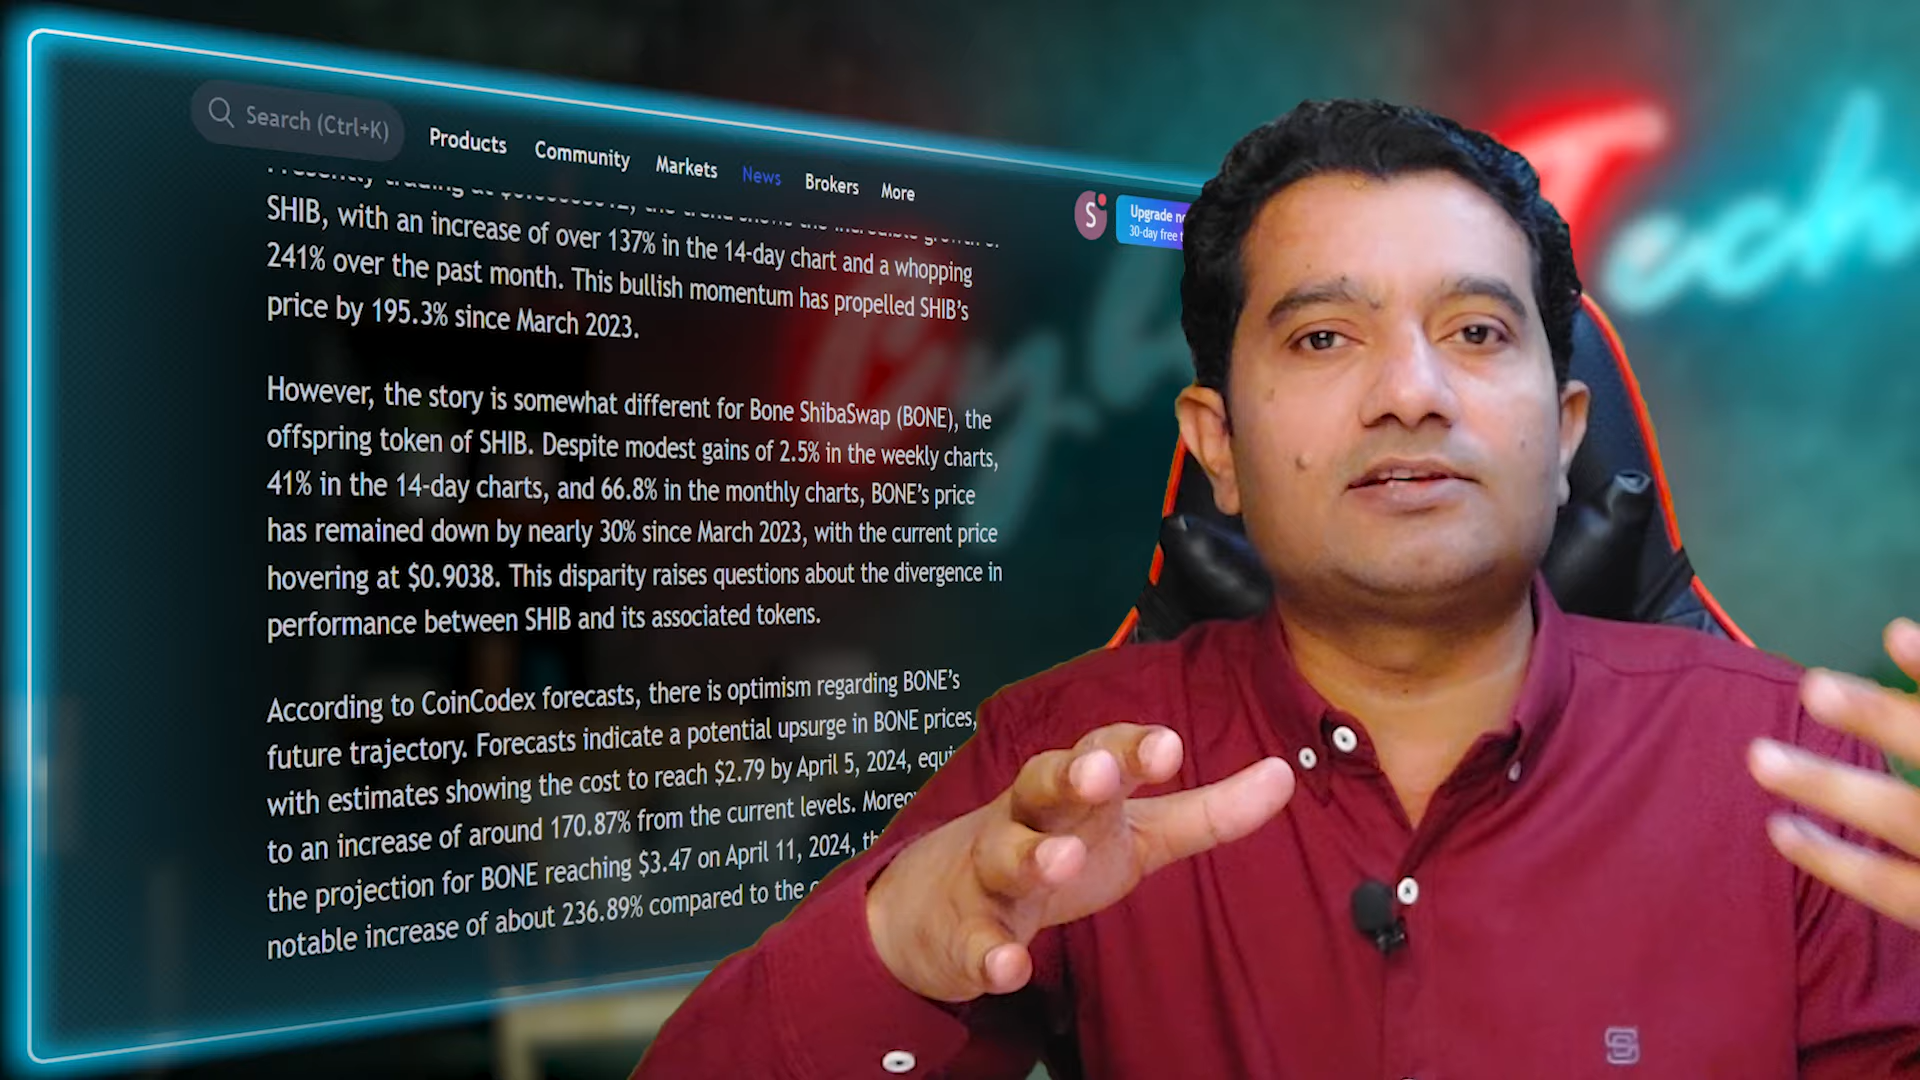 Search (Ctrl+K)
Products Community Markets News Brokers More
S
Upgrade
30-day free
SHIB, with an increase of over 137% in the 14-day chart and a whopping
241% over the past month. This bullish momentum has propelled SHIB's
price by 195.3% since March 2023.
However, the story is somewhat different for Bone ShibaSwap (BONE), the
offspring token of SHIB. Despite modest gains of 2.5% in the weekly charts,
41% in the 14-day charts, and 66.8% in the monthly charts, BONE's price
has remained down by nearly 30% since March 2023, with the current price
hovering at $0.9038. This disparity raises questions about the divergence in
performance between SHIB and its associated tokens.
According to CoinCodex forecasts, there is optimism regarding BONE's
future trajectory. Forecasts indicate a potential upsurge in BONE prices,
with estimates showing the cost to reach $2.79 by April 5, 2024,
to an increase of around 170.87% from the current levels.
the projection for BONE reaching $3.47 on April 11, 2024,
notable increase of about 236.89% compared to the
Tech